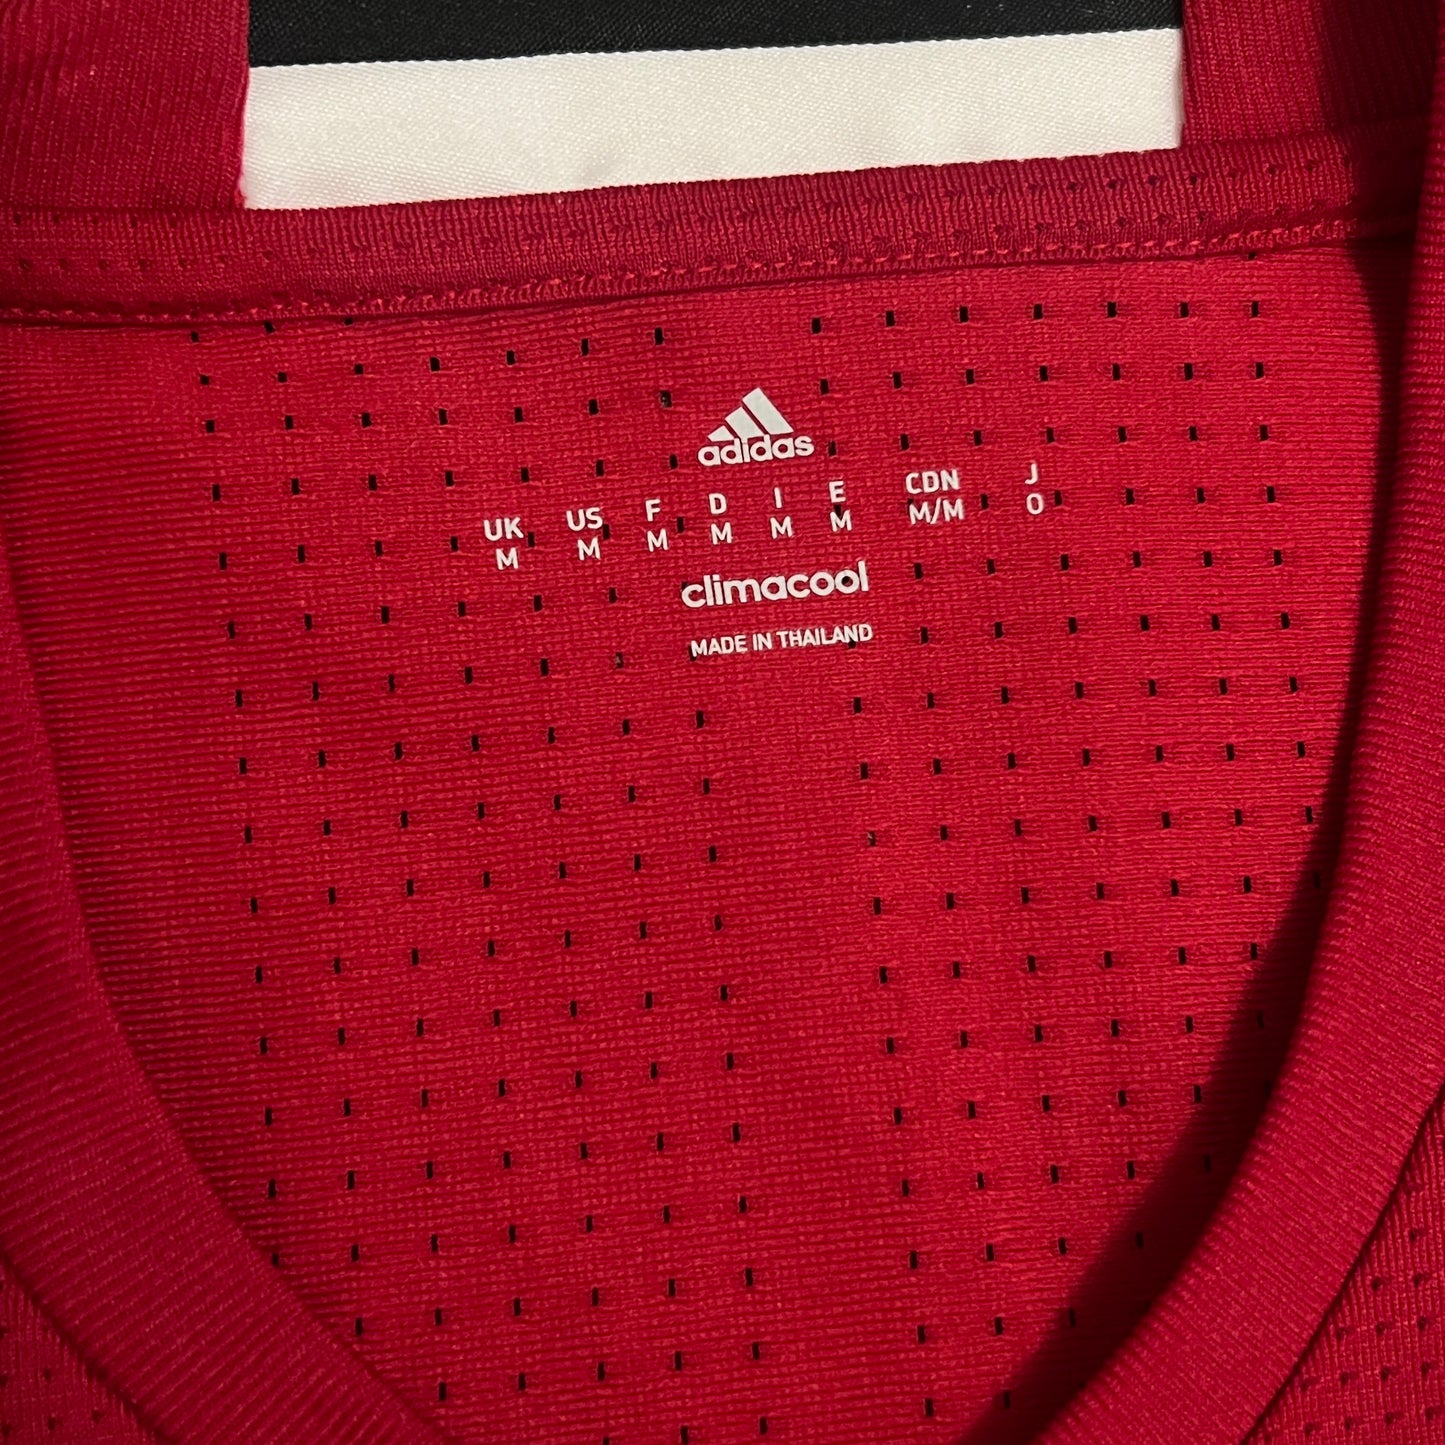 adidas
UK US F D I E CDN J
M M M M M M M/M O
climacool
MADE IN THAILAND